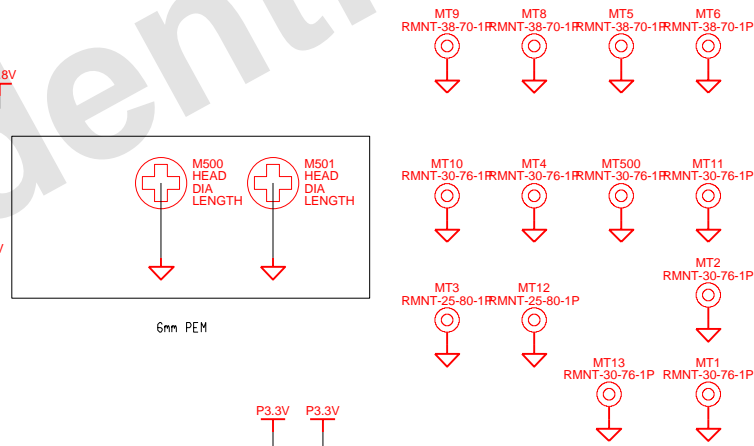 MT9 MT8 MT5 MT6
RMNT-38-70-1P RMNT-38-70-1P RMNT-38-70-1P RMNT-38-70-1P
8V
M500 M501
HEAD HEAD
DIA DIA
LENGTH LENGTH
MT10 MT4 MT500 MT11
RMNT-30-76-1P RMNT-30-76-1P RMNT-30-76-1P RMNT-30-76-1P
MT2
RMNT-30-76-1P
MT3 MT12
RMNT-25-80-1P RMNT-25-80-1P
6mm PEM
MT13 MT1
RMNT-30-76-1P RMNT-30-76-1P
P3.3V P3.3V